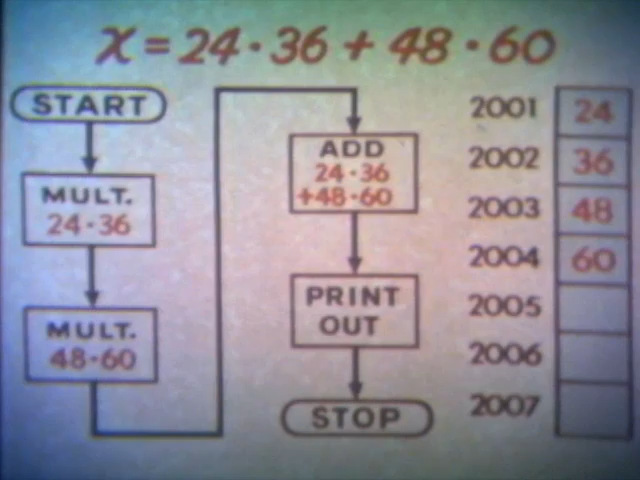 x = 24 · 36 + 48 · 60
START
MULT.
24 · 36
MULT.
48 · 60
ADD
24 · 36
+48 · 60
PRINT
OUT
STOP
2001 24
2002 36
2003 48
2004 60
2005
2006
2007